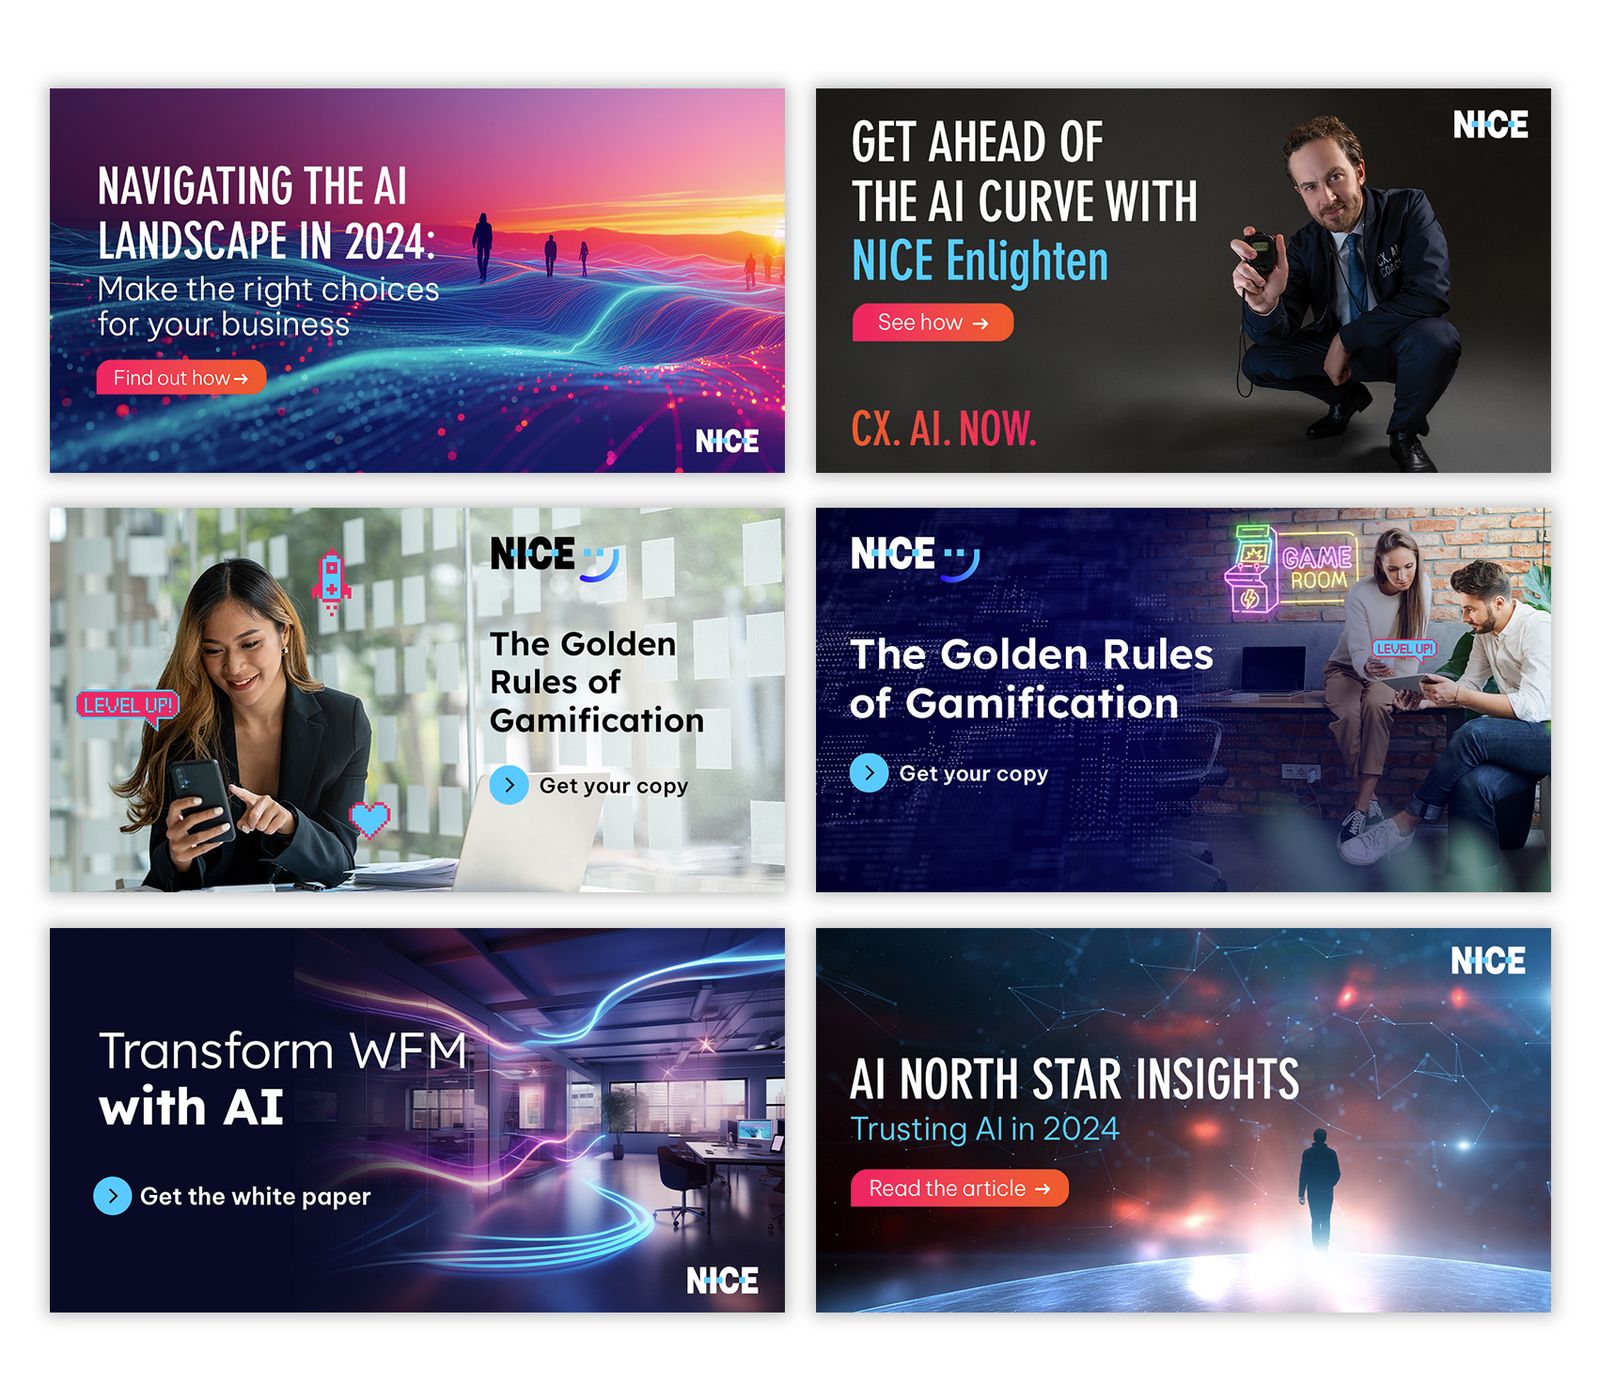 NAVIGATING THE AI
LANDSCAPE IN 2024:
Make the right choices
for your business
Find out how→
NICE
GET AHEAD OF
THE AI CURVE WITH
NICE Enlighten
See how →
CX. AI. NOW.
NICE
CX. AI
COACH
NICE
The Golden
Rules of
Gamification
Get your copy
LEVEL UP!
NICE
The Golden Rules
of Gamification
Get your copy
GAME
ROOM
LEVEL UP!
Transform WFM
with AI
Get the white paper
NICE
NICE
AI NORTH STAR INSIGHTS
Trusting AI in 2024
Read the article →